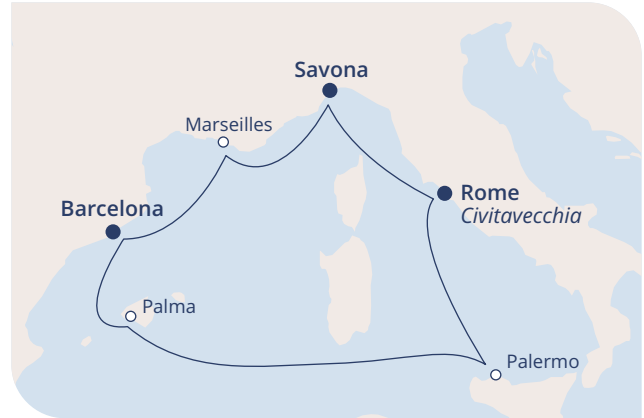 Savona
Marseilles
Rome
Civitavecchia
Barcelona
Palma
Palermo